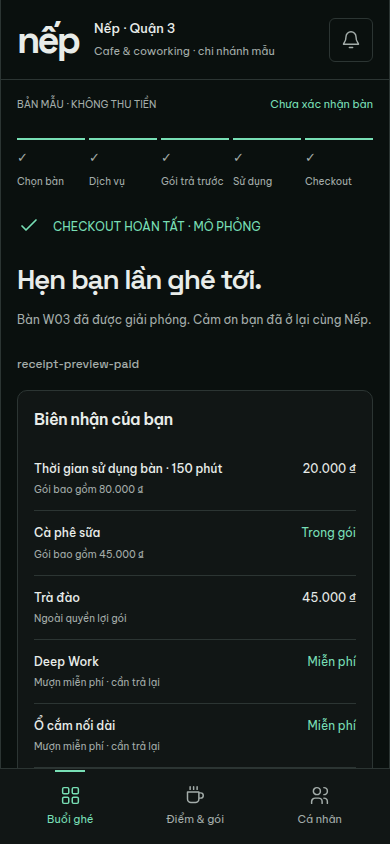 nếp
Nếp · Quận 3
Cafe & coworking · chi nhánh mẫu
BẢN MẪU · KHÔNG THU TIỀN
Chưa xác nhận bàn
✓ ✓ ✓ ✓ ✓
Chọn bàn Dịch vụ Gói trả trước Sử dụng Checkout
CHECKOUT HOÀN TẤT · MÔ PHỎNG
Hẹn bạn lần ghé tới.
Bàn W03 đã được giải phóng. Cảm ơn bạn đã ở lại cùng Nếp.
receipt-preview-paid
Biên nhận của bạn
Thời gian sử dụng bàn · 150 phút 20.000 ₫
Gói bao gồm 80.000 ₫
Cà phê sữa Trong gói
Gói bao gồm 45.000 ₫
Trà đào 45.000 ₫
Ngoài quyền lợi gói
Deep Work Miễn phí
Mượn miễn phí · cần trả lại
Ổ cắm nối dài Miễn phí
Mượn miễn phí · cần trả lại
Buổi ghé Điểm & gói Cá nhân